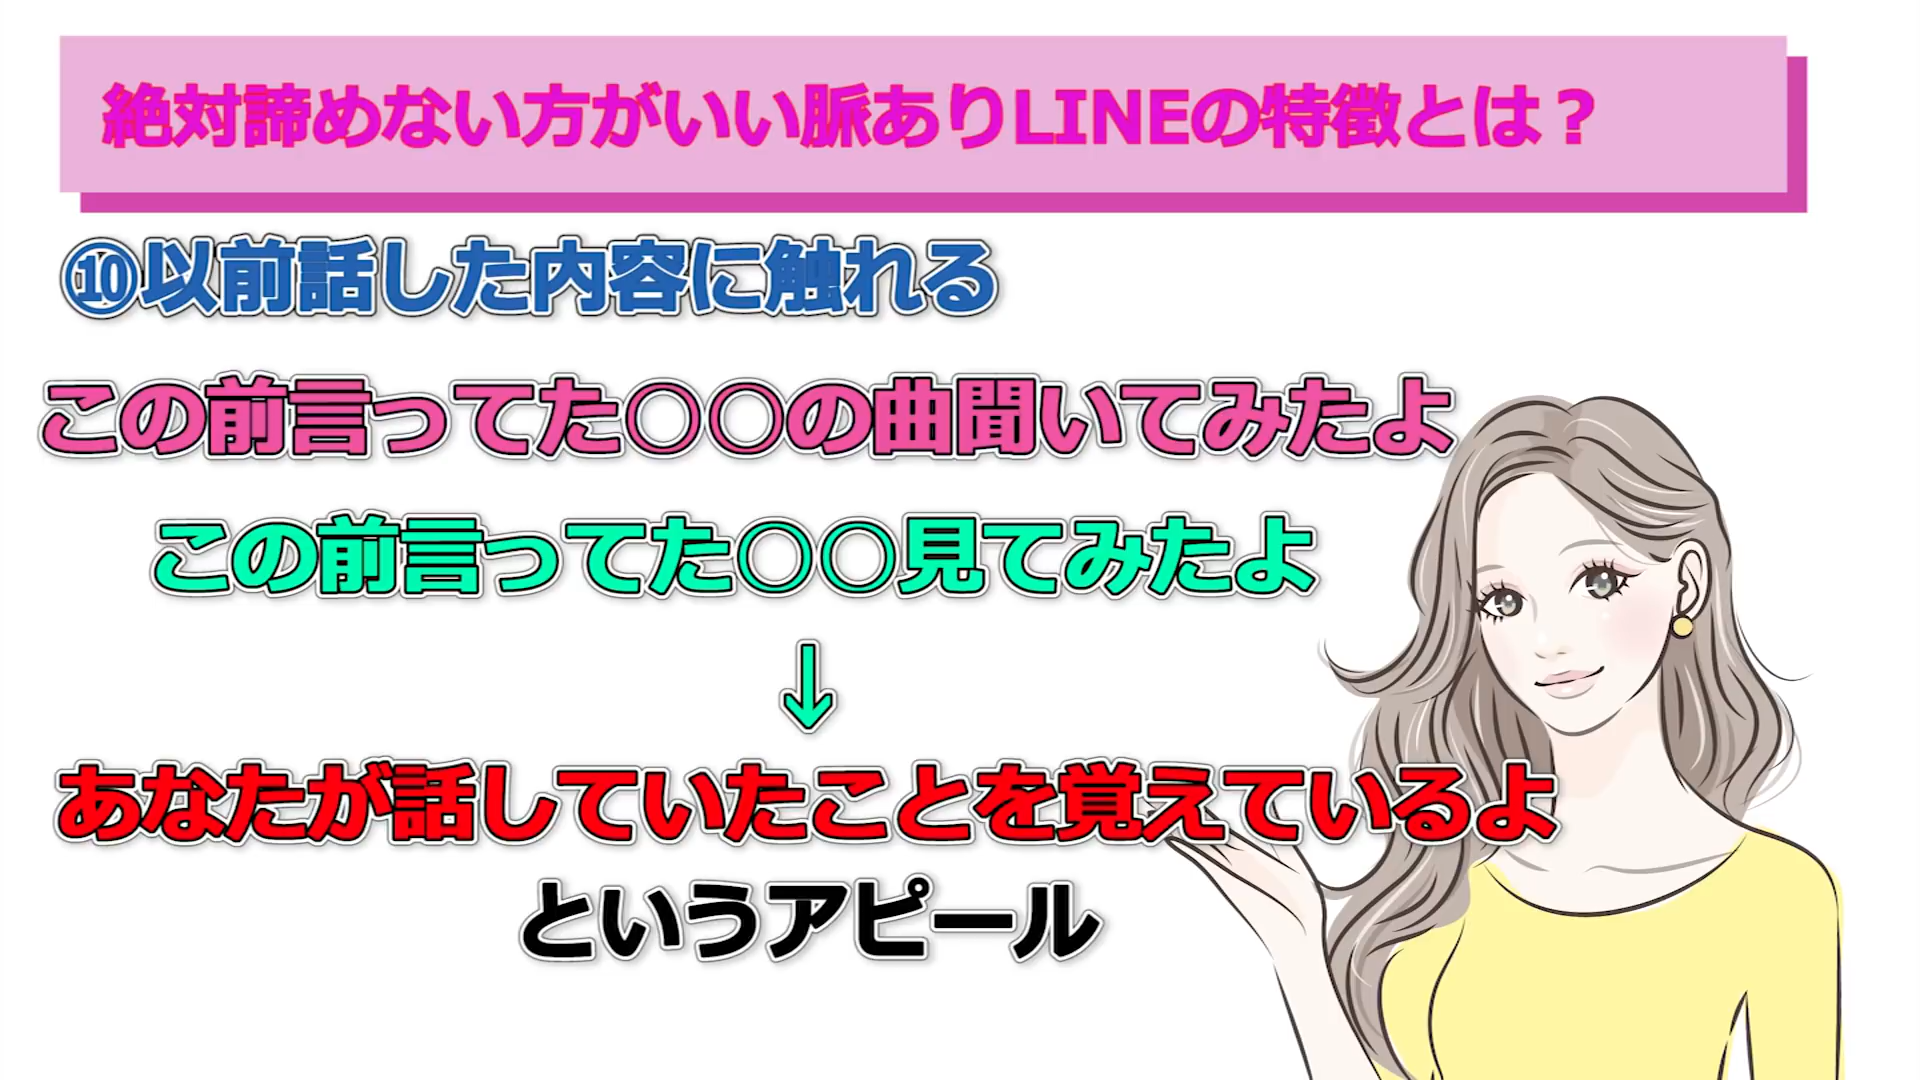 絶対諦めない方がいい脈ありLINEの特徴とは？
⑩以前話した内容に触れる
この前言ってた○○の曲聞いてみたよ
この前言ってた○○見てみたよ
↓
あなたが話していたことを覚えているよ
というアピール